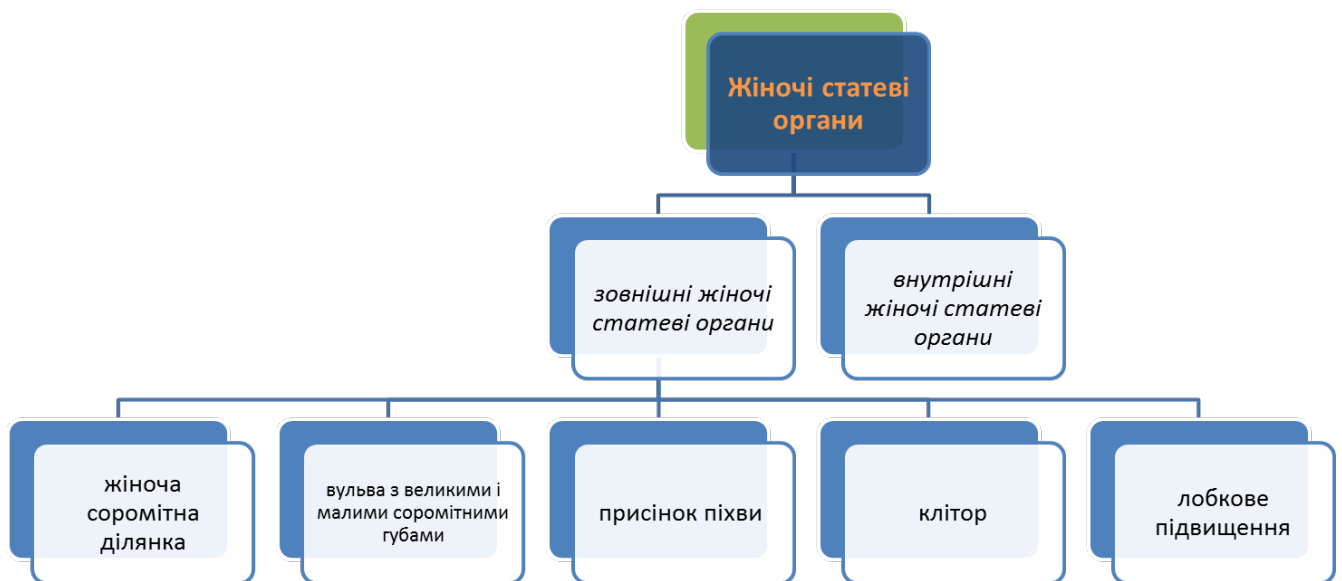 Жіночі статеві
органи
зовнішні жіночі
статеві органи
внутрішні
жіночі статеві
органи
жіноча
соромітна
ділянка
вульва з великими і
малими соромітними
губами
присінок піхви
клітор
лобкове
підвищення